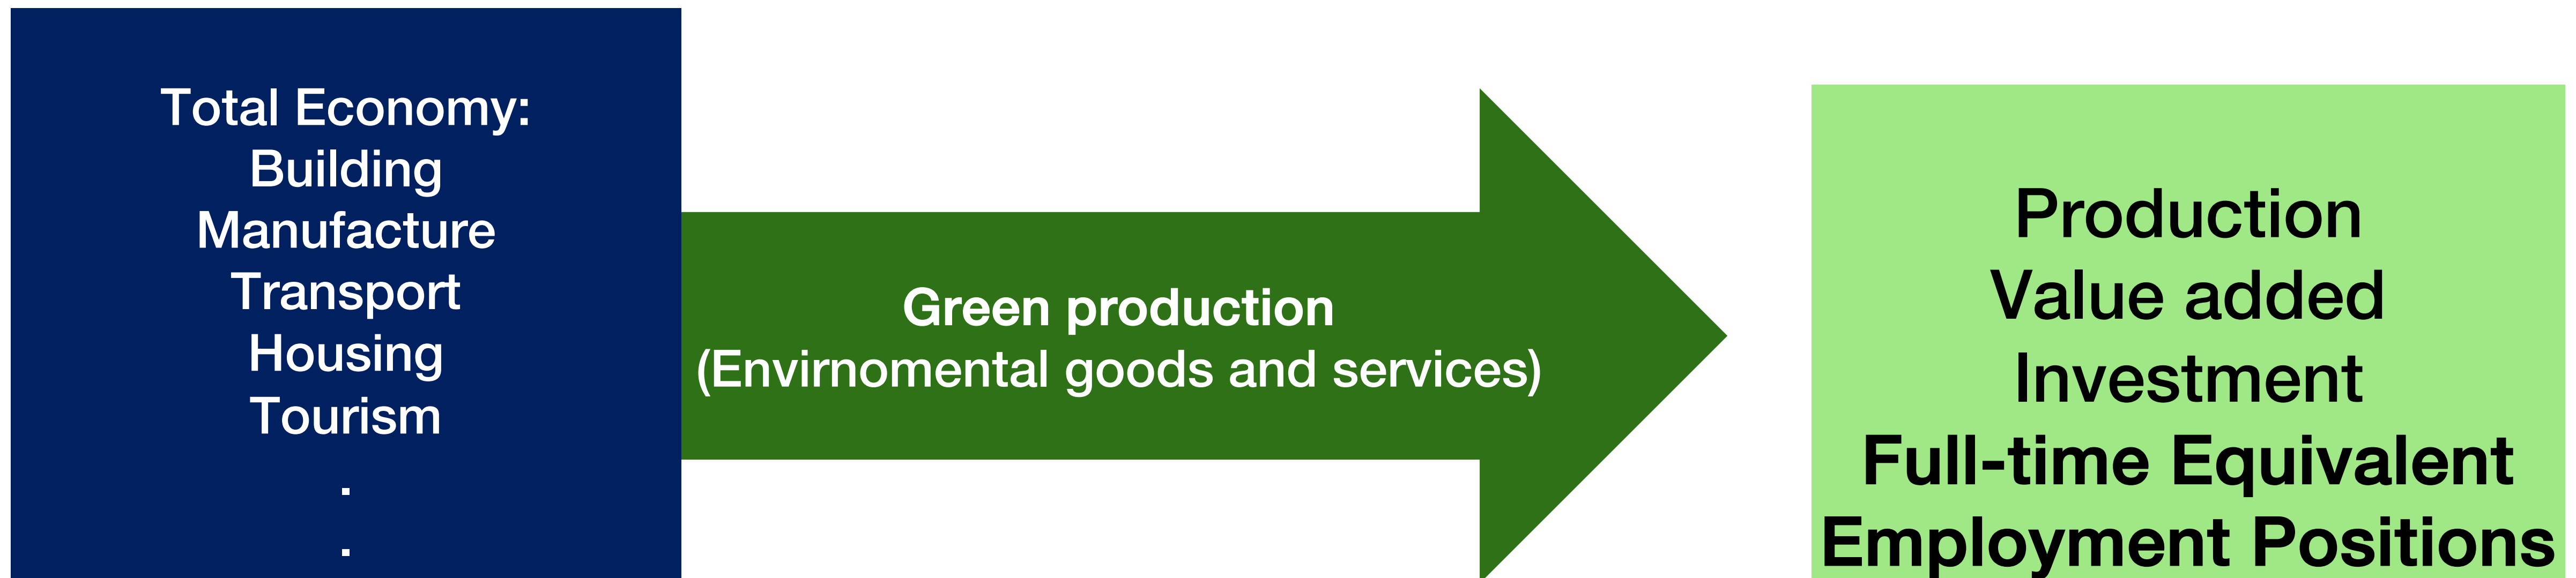 Total Economy:
Building
Manufacture
Transport
Housing
Tourism
.
.
Green production
(Envirnomental goods and services)
Production
Value added
Investment
Full-time Equivalent
Employment Positions